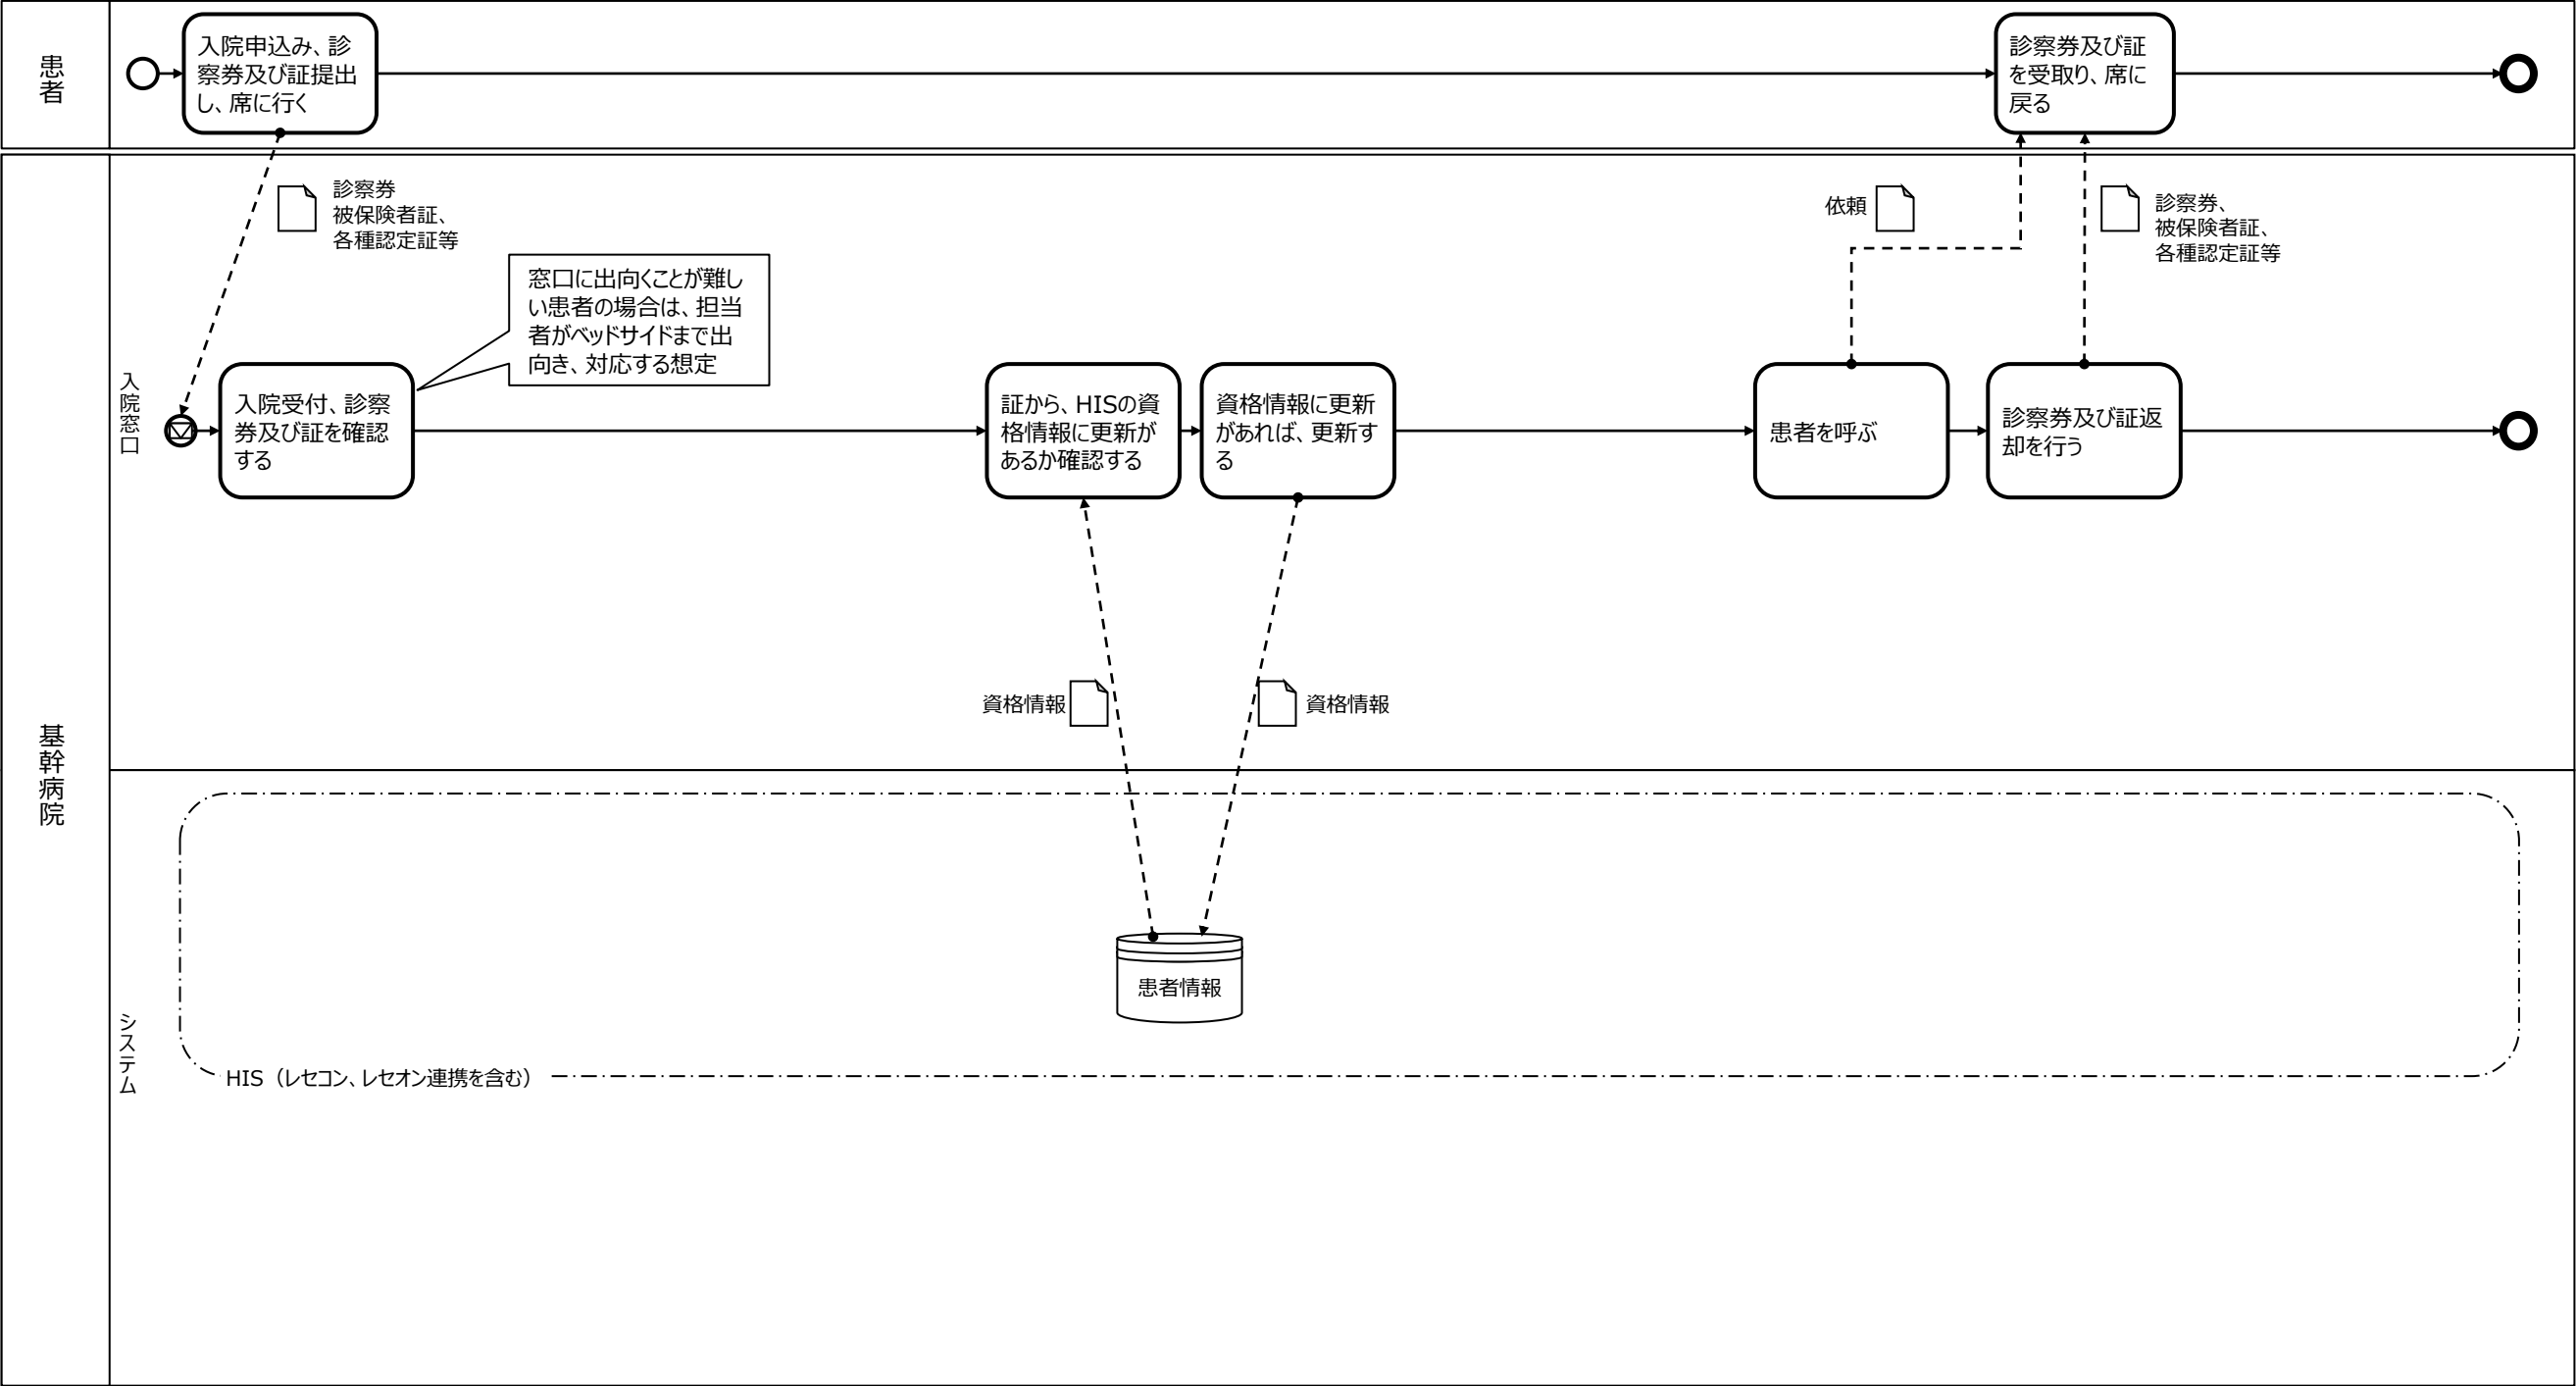 患者
入院申込み、診
察券及び証提出
し、席に行く
診察券及び証
を受取り、席に
戻る
基幹病院
入院窓口
診察券
被保険者証、
各種認定証等
窓口に出向くことが難し
い患者の場合は、担当
者がベッドサイドまで出
向き、対応する想定
依頼
診察券、
被保険者証、
各種認定証等
入院受付、診察
券及び証を確認
する
証から、HISの資
格情報に更新が
あるか確認する
資格情報に更新
があれば、更新す
る
患者を呼ぶ
診察券及び証返
却を行う
資格情報
資格情報
システム
患者情報
HIS（レセコン、レセオン連携を含む）